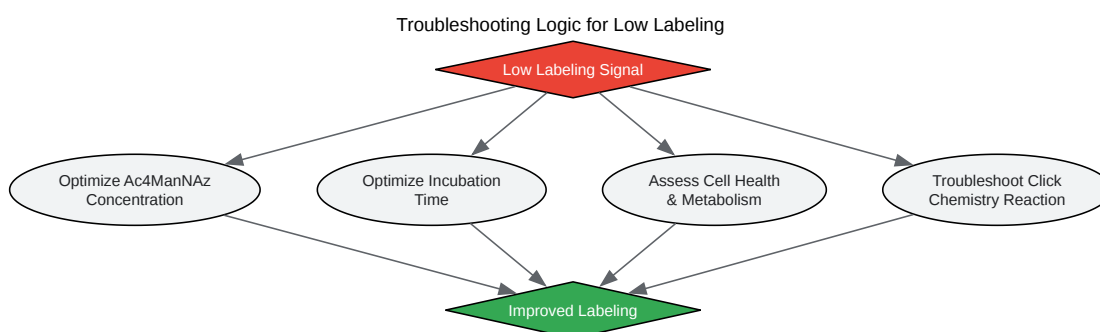 Troubleshooting Logic for Low Labeling
Low Labeling Signal
Optimize Ac4ManNAz
Concentration
Optimize Incubation
Time
Assess Cell Health
& Metabolism
Troubleshoot Click
Chemistry Reaction
Improved Labeling